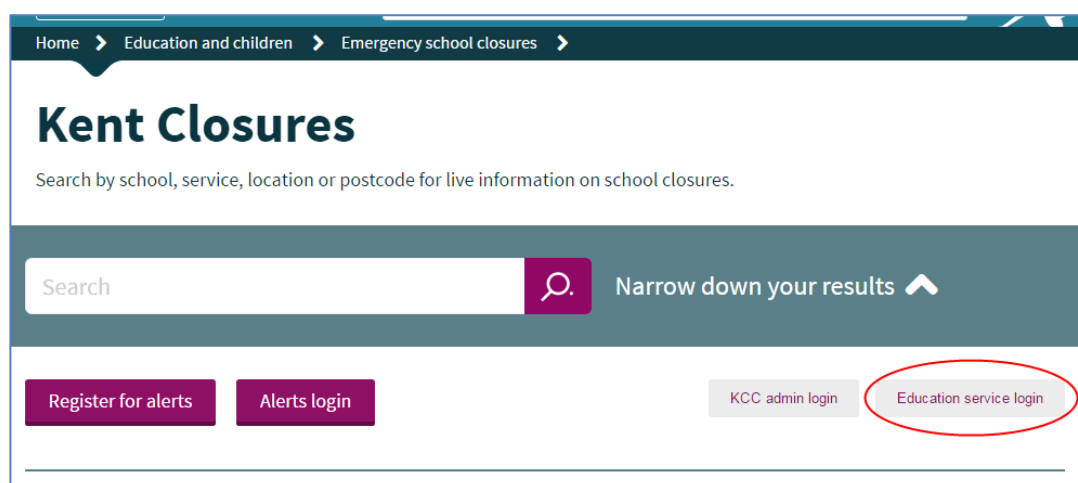 Home > Education and children > Emergency school closures >
Kent Closures
Search by school, service, location or postcode for live information on school closures.
Search
Narrow down your results
Register for alerts
Alerts login
KCC admin login
Education service login